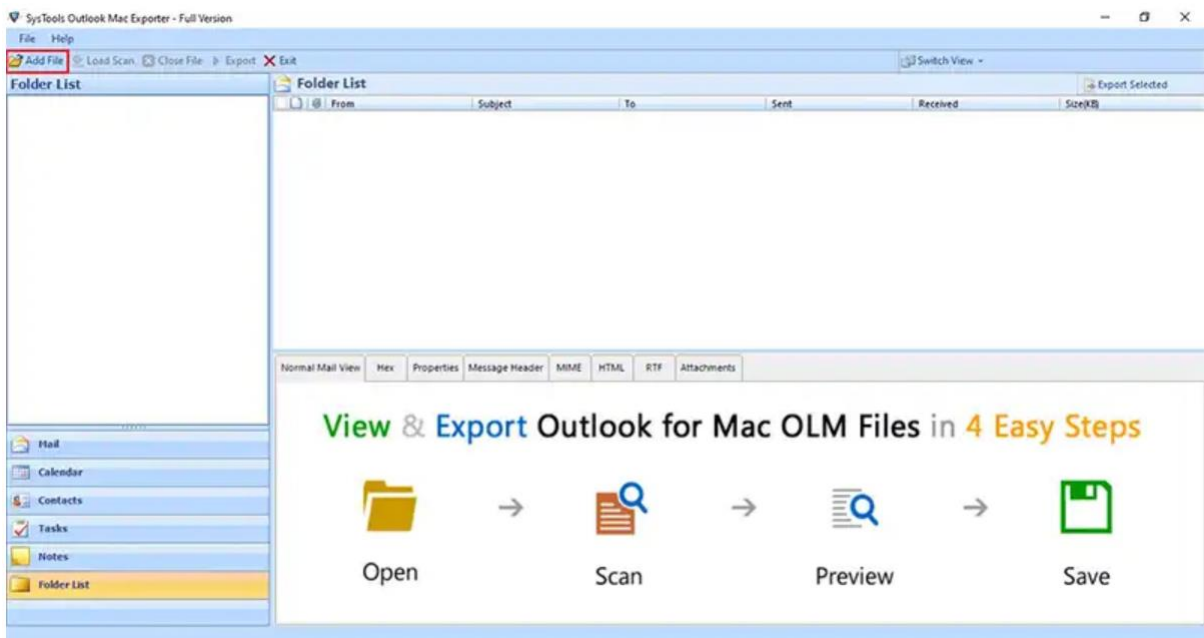 SysTools Outlook Mac Exporter - Full Version
File Help
Add File Load Scan Close File Export Exit Switch View
Folder List
Folder List Export Selected
From Subject To Sent Received Size(KB)
Normal Mail View Hex Properties Message Header MIME HTML RTF Attachments
View & Export Outlook for Mac OLM Files in 4 Easy Steps
Open Scan Preview Save
Mail
Calendar
Contacts
Tasks
Notes
Folder List